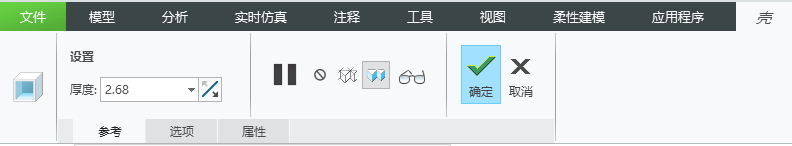 文件 模型 分析 实时仿真 注释 工具 视图 柔性建模 应用程序 壳
设置
厚度: 2.68
确定 取消
参考 选项 属性